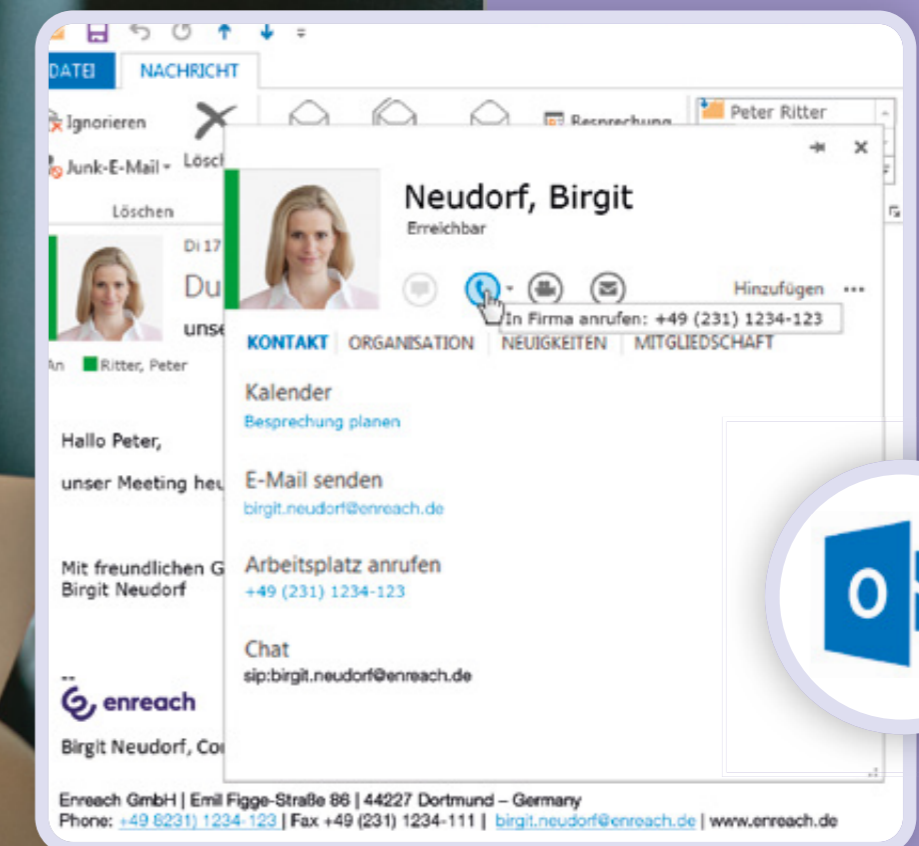 DATEI NACHRICHT
Ignorieren
Besprechung
Peter Ritter
Junk-E-Mail
Lösch
Löschen
Neudorf, Birgit
Erreichbar
Di 17
Du
unse
Hinzufügen ...
In Firma anrufen: +49 (231) 1234-123
KONTAKT ORGANISATION NEUIGKEITEN MITGLIEDSCHAFT
An Ritter, Peter
Kalender
Besprechung planen
Hallo Peter,
unser Meeting heu
E-Mail senden
birgit.neudorf@enreach.de
Mit freundlichen G
Birgit Neudorf
Arbeitsplatz anrufen
+49 (231) 1234-123
Chat
sip:birgit.neudorf@enreach.de
enreach
Birgit Neudorf, Co
Enreach GmbH | Emil Figge-Straße 86 | 44227 Dortmund – Germany
Phone: +49 8231) 1234-123 | Fax +49 (231) 1234-111 | birgit.neudorf@enreach.de | www.enreach.de
O